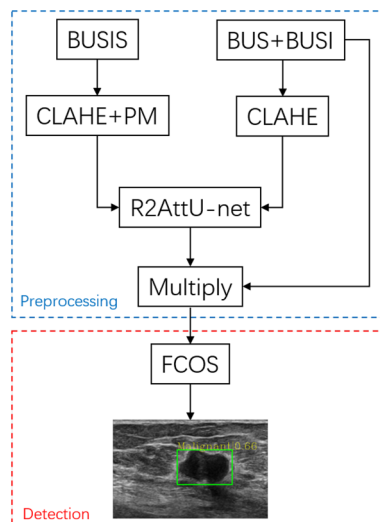 BUSIS
BUS+BUSI
CLAHE+PM
CLAHE
R2AttU-net
Multiply
Preprocessing
FCOS
Malignant 0.66
Detection